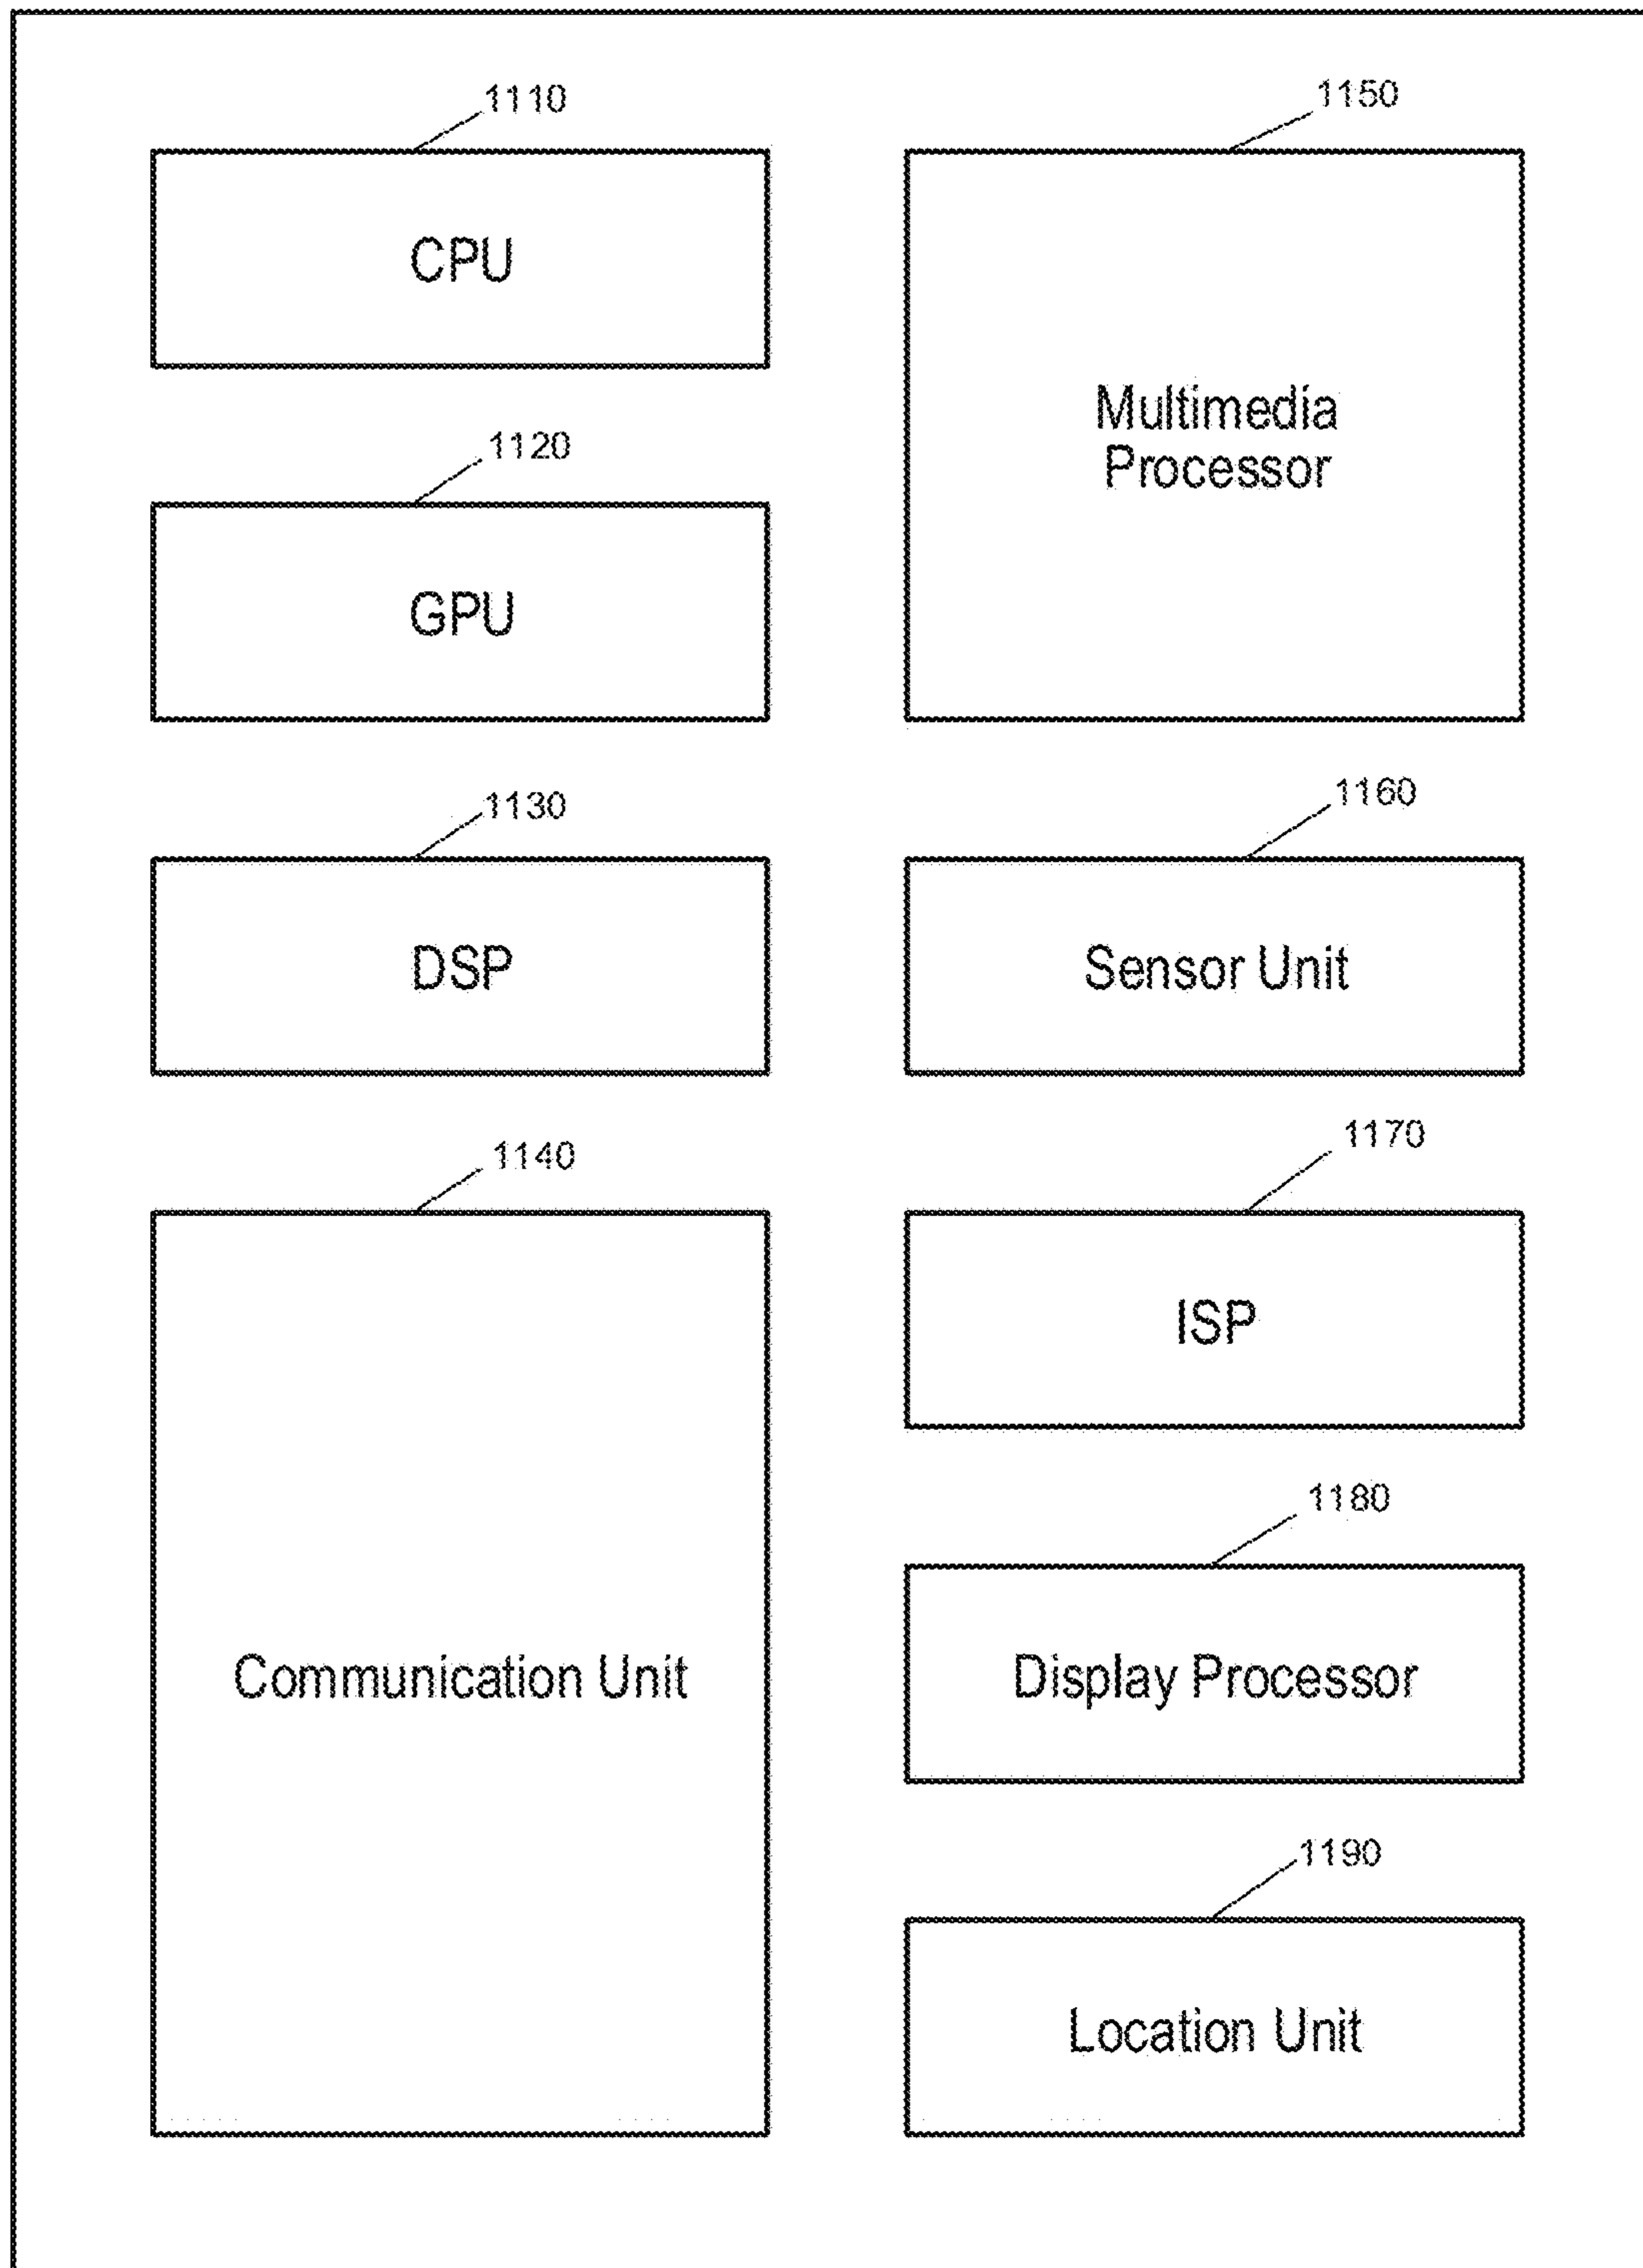 1110
CPU
1120
GPU
1130
DSP
1140
Communication Unit
1150
Multimedia
Processor
1160
Sensor Unit
1170
ISP
1180
Display Processor
1190
Location Unit